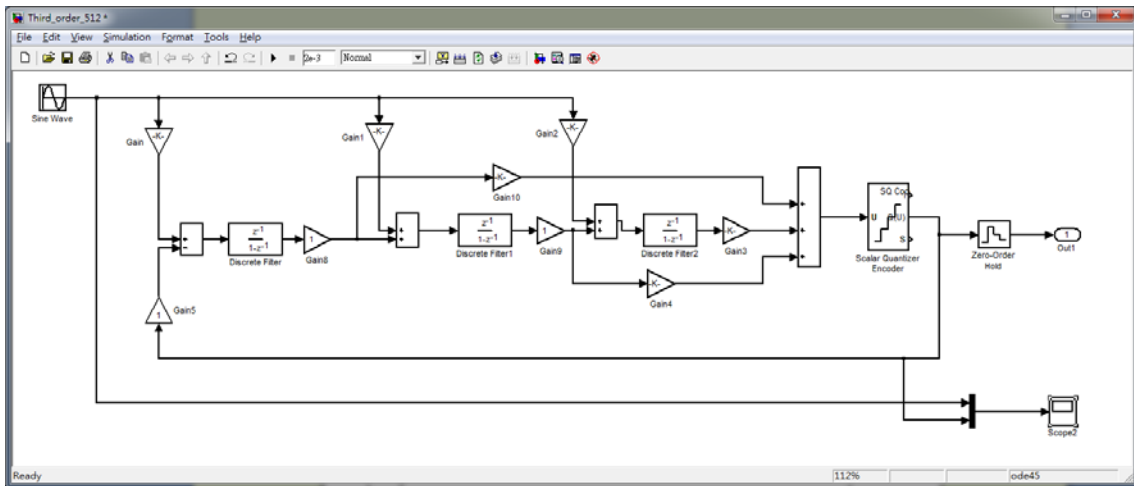 Third_order_512 *
File Edit View Simulation Format Tools Help
2e-3 Normal
Sine Wave
Gain
-K-
Gain1
-K-
Gain2
-K-
-K-
Gain10
z-1
1-z-1
Discrete Filter
1
Gain8
z-1
1-z-1
Discrete Filter1
1
Gain9
z-1
1-z-1
Discrete Filter2
-K-
Gain3
-K-
Gain4
1
Gain5
U
S
Scalar Quantizer
Encoder
Zero-Order
Hold
1
Out1
Scope2
Ready
112%
ode45